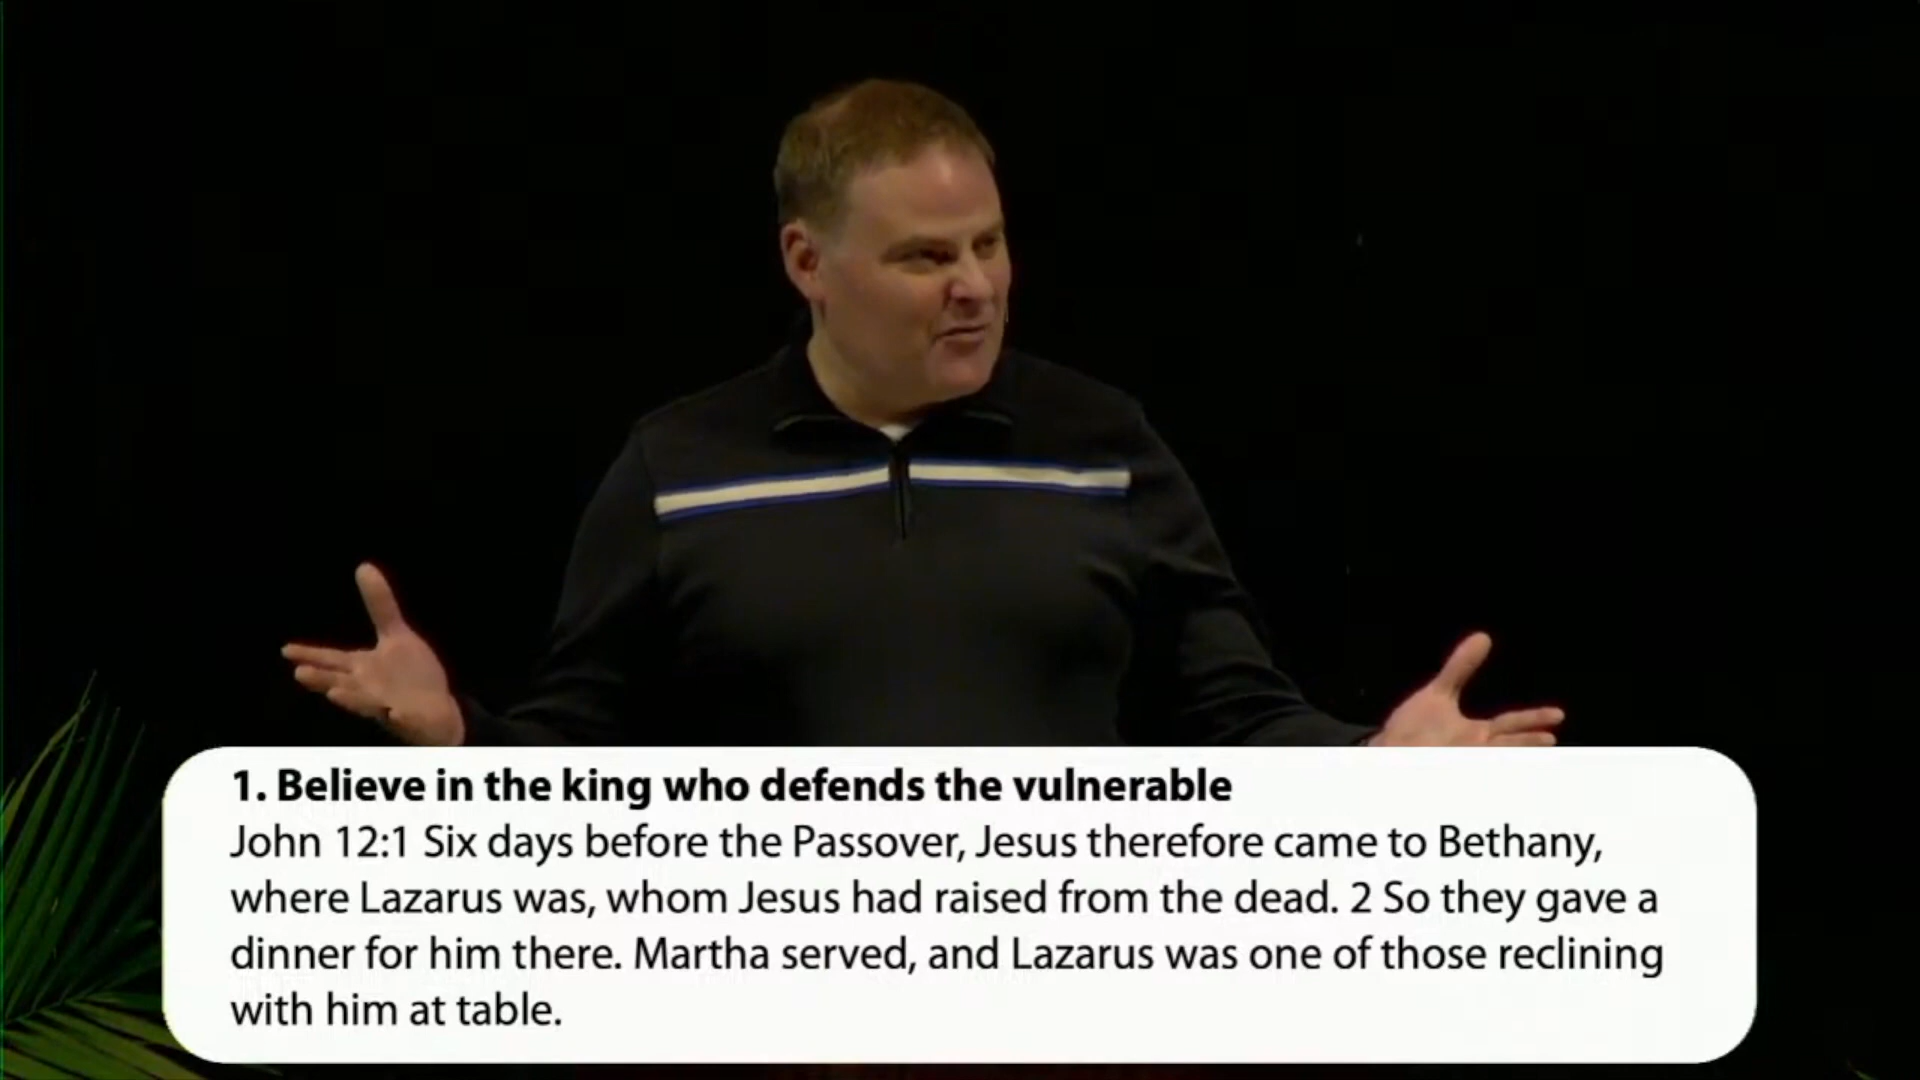 1. Believe in the king who defends the vulnerable
John 12:1 Six days before the Passover, Jesus therefore came to Bethany,
where Lazarus was, whom Jesus had raised from the dead. 2 So they gave a
dinner for him there. Martha served, and Lazarus was one of those reclining
with him at table.